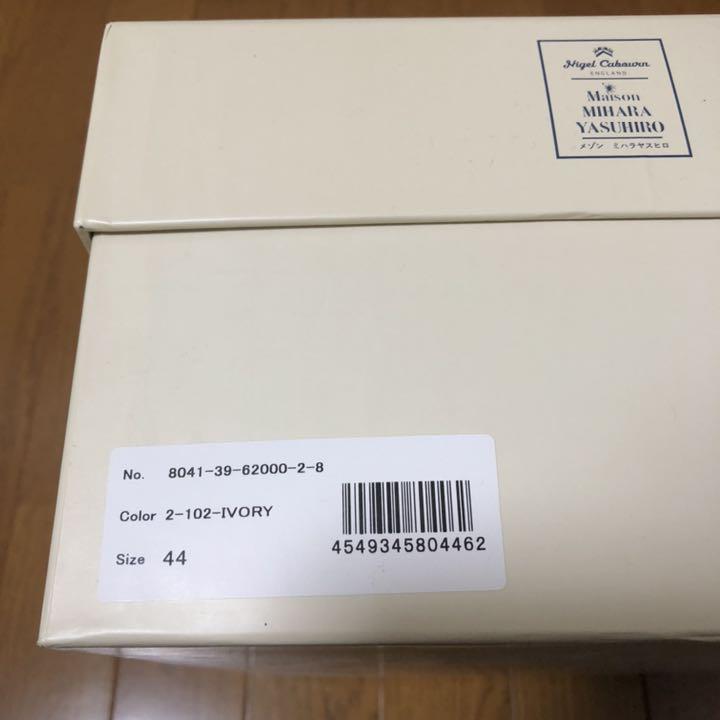 Nigel Cabourn
ENGLAND
Maison
MIHARA
YASUHIRO
メゾン ミハラヤスヒロ
No. 8041-39-62000-2-8
Color 2-102-IVORY
Size 44
4549345804462